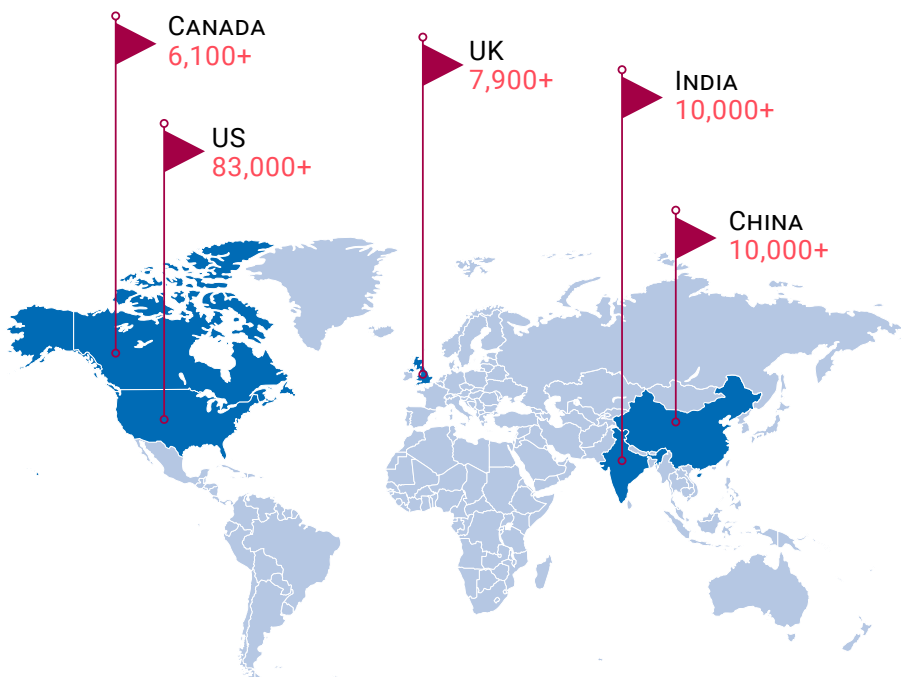 CANADA
6,100+
US
83,000+
UK
7,900+
INDIA
10,000+
CHINA
10,000+